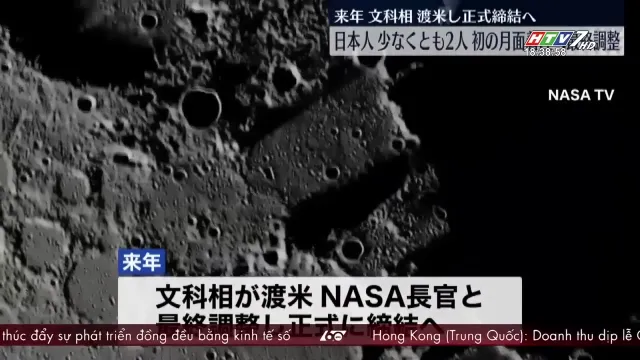 来年 文科相 渡米し正式締結へ
日本人 少なくとも2人 初の月面 調整
HTV7HD
18:38:58
NASA TV
来年
文科相が渡米 NASA長官と
最終調整し正式に締結へ
thúc đẩy sự phát triển đồng đều bằng kinh tế số 60 Hong Kong (Trung Quốc): Doanh thu dịp lễ